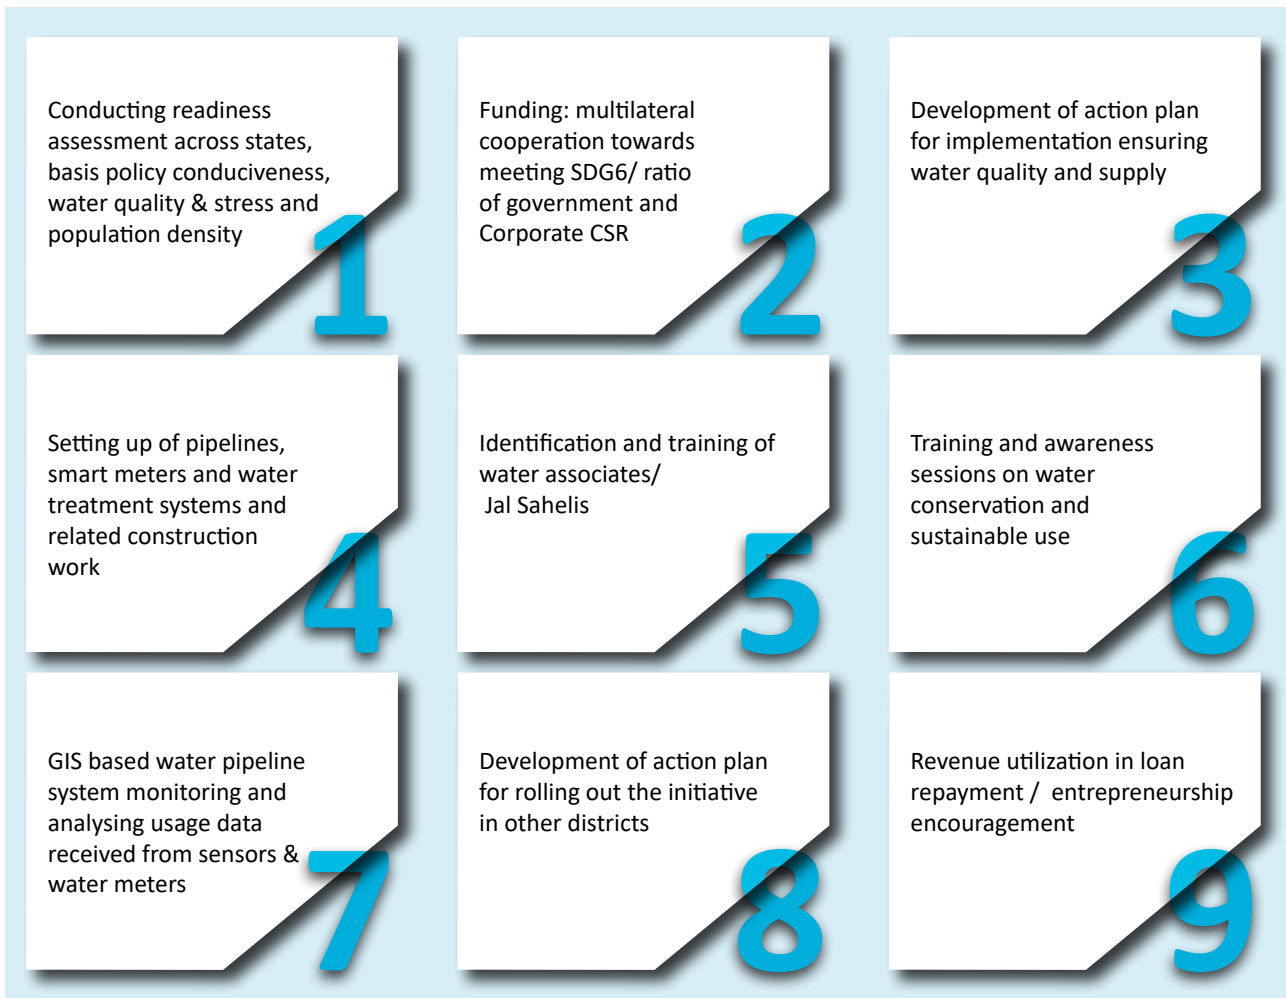 Conducting readiness
assessment across states,
basis policy conduciveness,
water quality & stress and
population density
1
Funding: multilateral
cooperation towards
meeting SDG6/ ratio
of government and
Corporate CSR
2
Development of action plan
for implementation ensuring
water quality and supply
3
Setting up of pipelines,
smart meters and water
treatment systems and
related construction
work
4
Identification and training of
water associates/
Jal Sahelis
5
Training and awareness
sessions on water
conservation and
sustainable use
6
GIS based water pipeline
system monitoring and
analysing usage data
received from sensors &
water meters
7
Development of action plan
for rolling out the initiative
in other districts
8
Revenue utilization in loan
repayment / entrepreneurship
encouragement
9